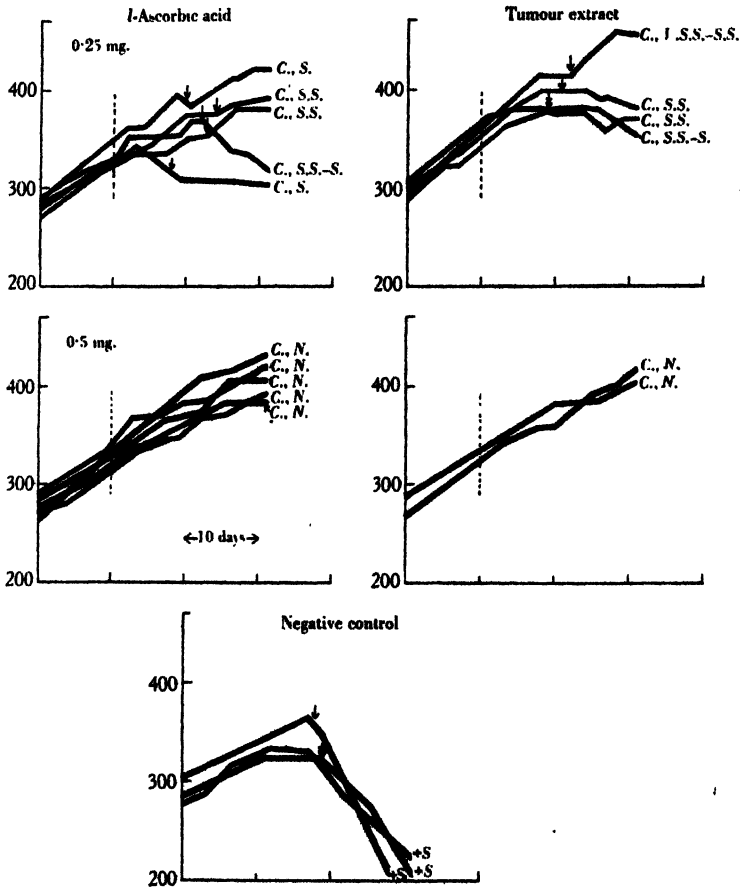 l-Ascorbic acid
Tumour extract
0·25 mg.
400
300
200
C., S.
C., S.S.
C., S.S.
C., S.S.-S.
C., S.
400
300
200
S.S.-S.S.
C., S.S.
C., S.S.
C., S.S.-S.
0·5 mg.
400
300
200
C., N.
C., N.
C., N.
C., N.
C., N.
←10 days→
400
300
200
C., N.
C., N.
Negative control
400
300
200
+S
+S
+S